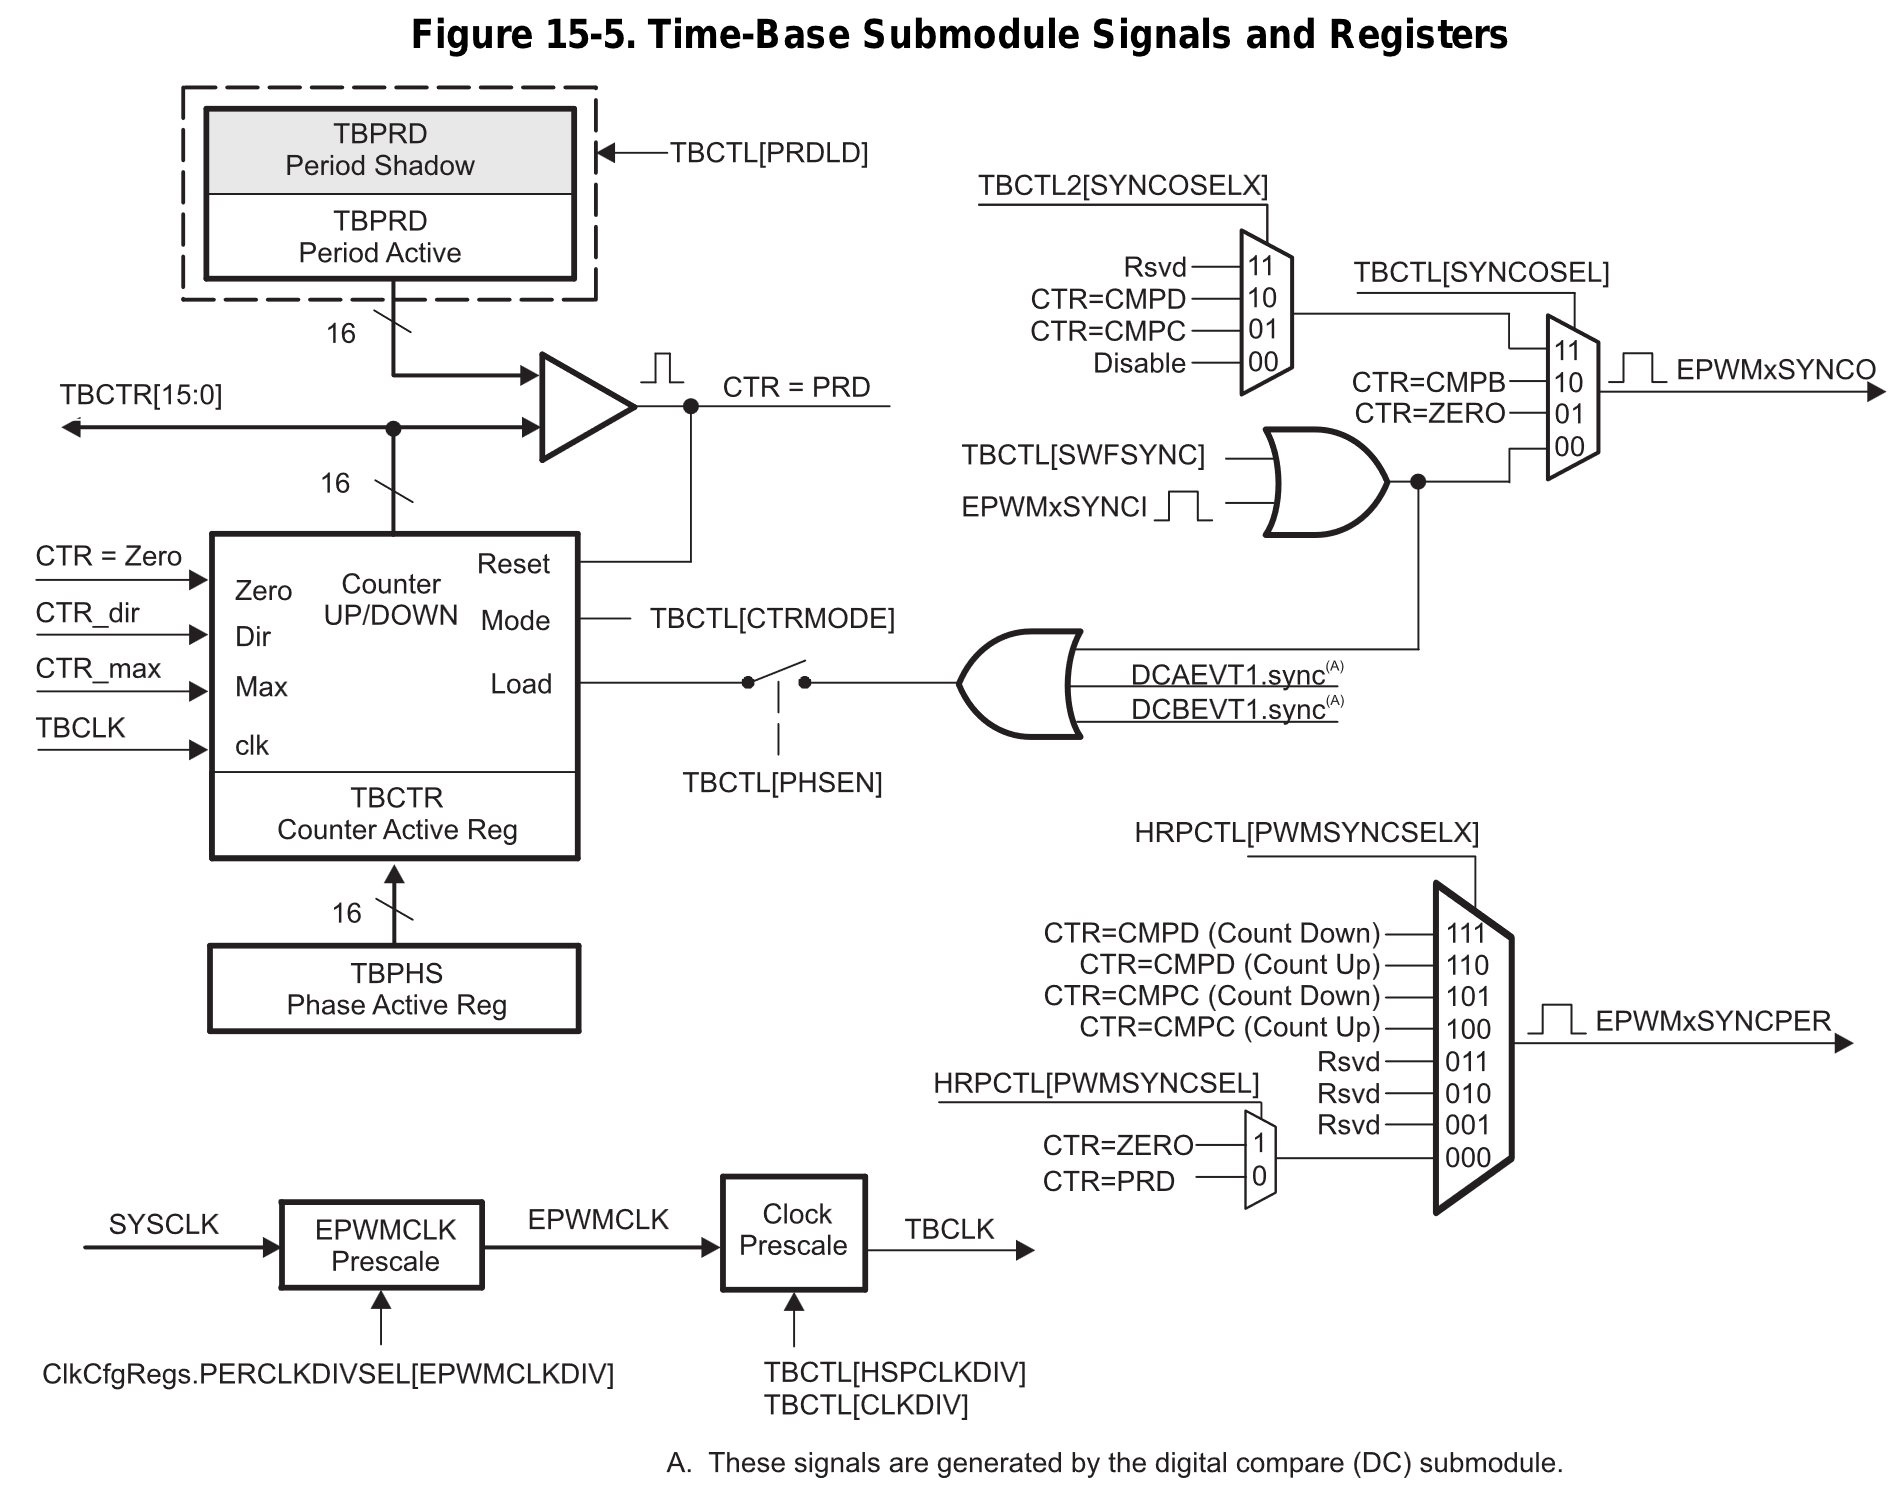 Figure 15-5. Time-Base Submodule Signals and Registers
TBPRD
Period Shadow
TBPRD
Period Active
TBCTL[PRDLD]
16
TBCTR[15:0]
CTR = PRD
16
CTR = Zero
CTR_dir
CTR_max
TBCLK
Zero
Dir
Max
clk
Counter
UP/DOWN
Reset
Mode
Load
TBCTR
Counter Active Reg
TBCTL[CTRMODE]
TBCTL[PHSEN]
16
TBPHS
Phase Active Reg
TBCTL2[SYNCOSELX]
Rsvd 11
CTR=CMPD 10
CTR=CMPC 01
Disable 00
TBCTL[SYNCOSEL]
11
CTR=CMPB 10
CTR=ZERO 01
00
EPWMxSYNCO
TBCTL[SWFSYNC]
EPWMxSYNCI
DCAEVT1.sync(A)
DCBEVT1.sync(A)
HRPCTL[PWMSYNCSELX]
CTR=CMPD (Count Down) 111
CTR=CMPD (Count Up) 110
CTR=CMPC (Count Down) 101
CTR=CMPC (Count Up) 100
Rsvd 011
Rsvd 010
Rsvd 001
000
EPWMxSYNCPER
HRPCTL[PWMSYNCSEL]
CTR=ZERO 1
CTR=PRD 0
SYSCLK
EPWMCLK
Prescale
EPWMCLK
Clock
Prescale
TBCLK
ClkCfgRegs.PERCLKDIVSEL[EPWMCLKDIV]
TBCTL[HSPCLKDIV]
TBCTL[CLKDIV]
A. These signals are generated by the digital compare (DC) submodule.